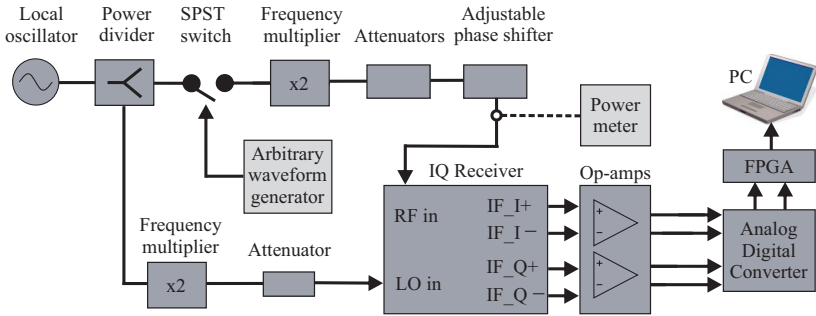 Local
oscillator
Power
divider
SPST
switch
Frequency
multiplier
Attenuators
Adjustable
phase shifter
PC
x2
Power
meter
Arbitrary
waveform
generator
IQ Receiver
Op-amps
FPGA
RF in
IF_I+
IF_I−
IF_Q+
IF_Q−
LO in
+
−
+
−
Analog
Digital
Converter
Frequency
multiplier
Attenuator
x2